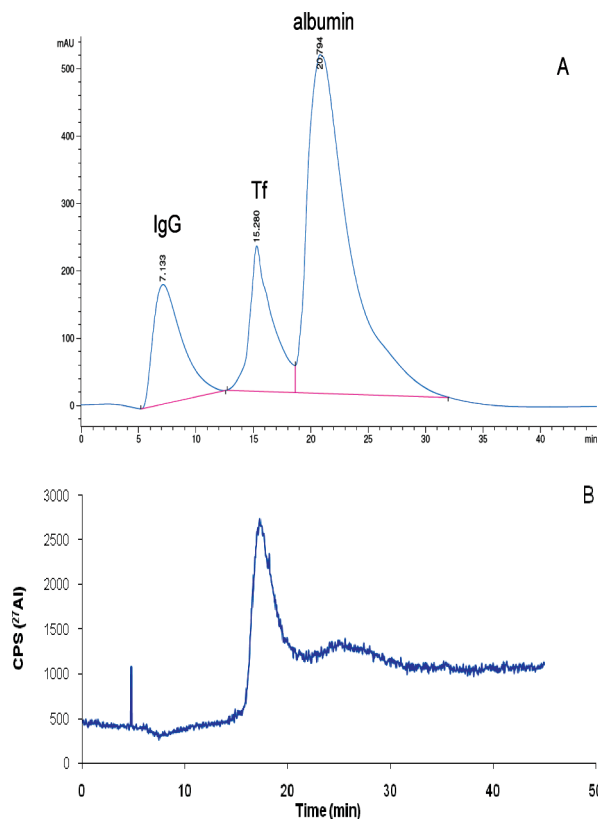 albumin
mAU
20.794
A
500
400
Tf
300
IgG
15.280
7.133
200
100
0
0 5 10 15 20 25 30 35 40 min
B
3000
2500
2000
1500
1000
500
0
CPS (²⁷Al)
0 10 20 30 40 50
Time (min)